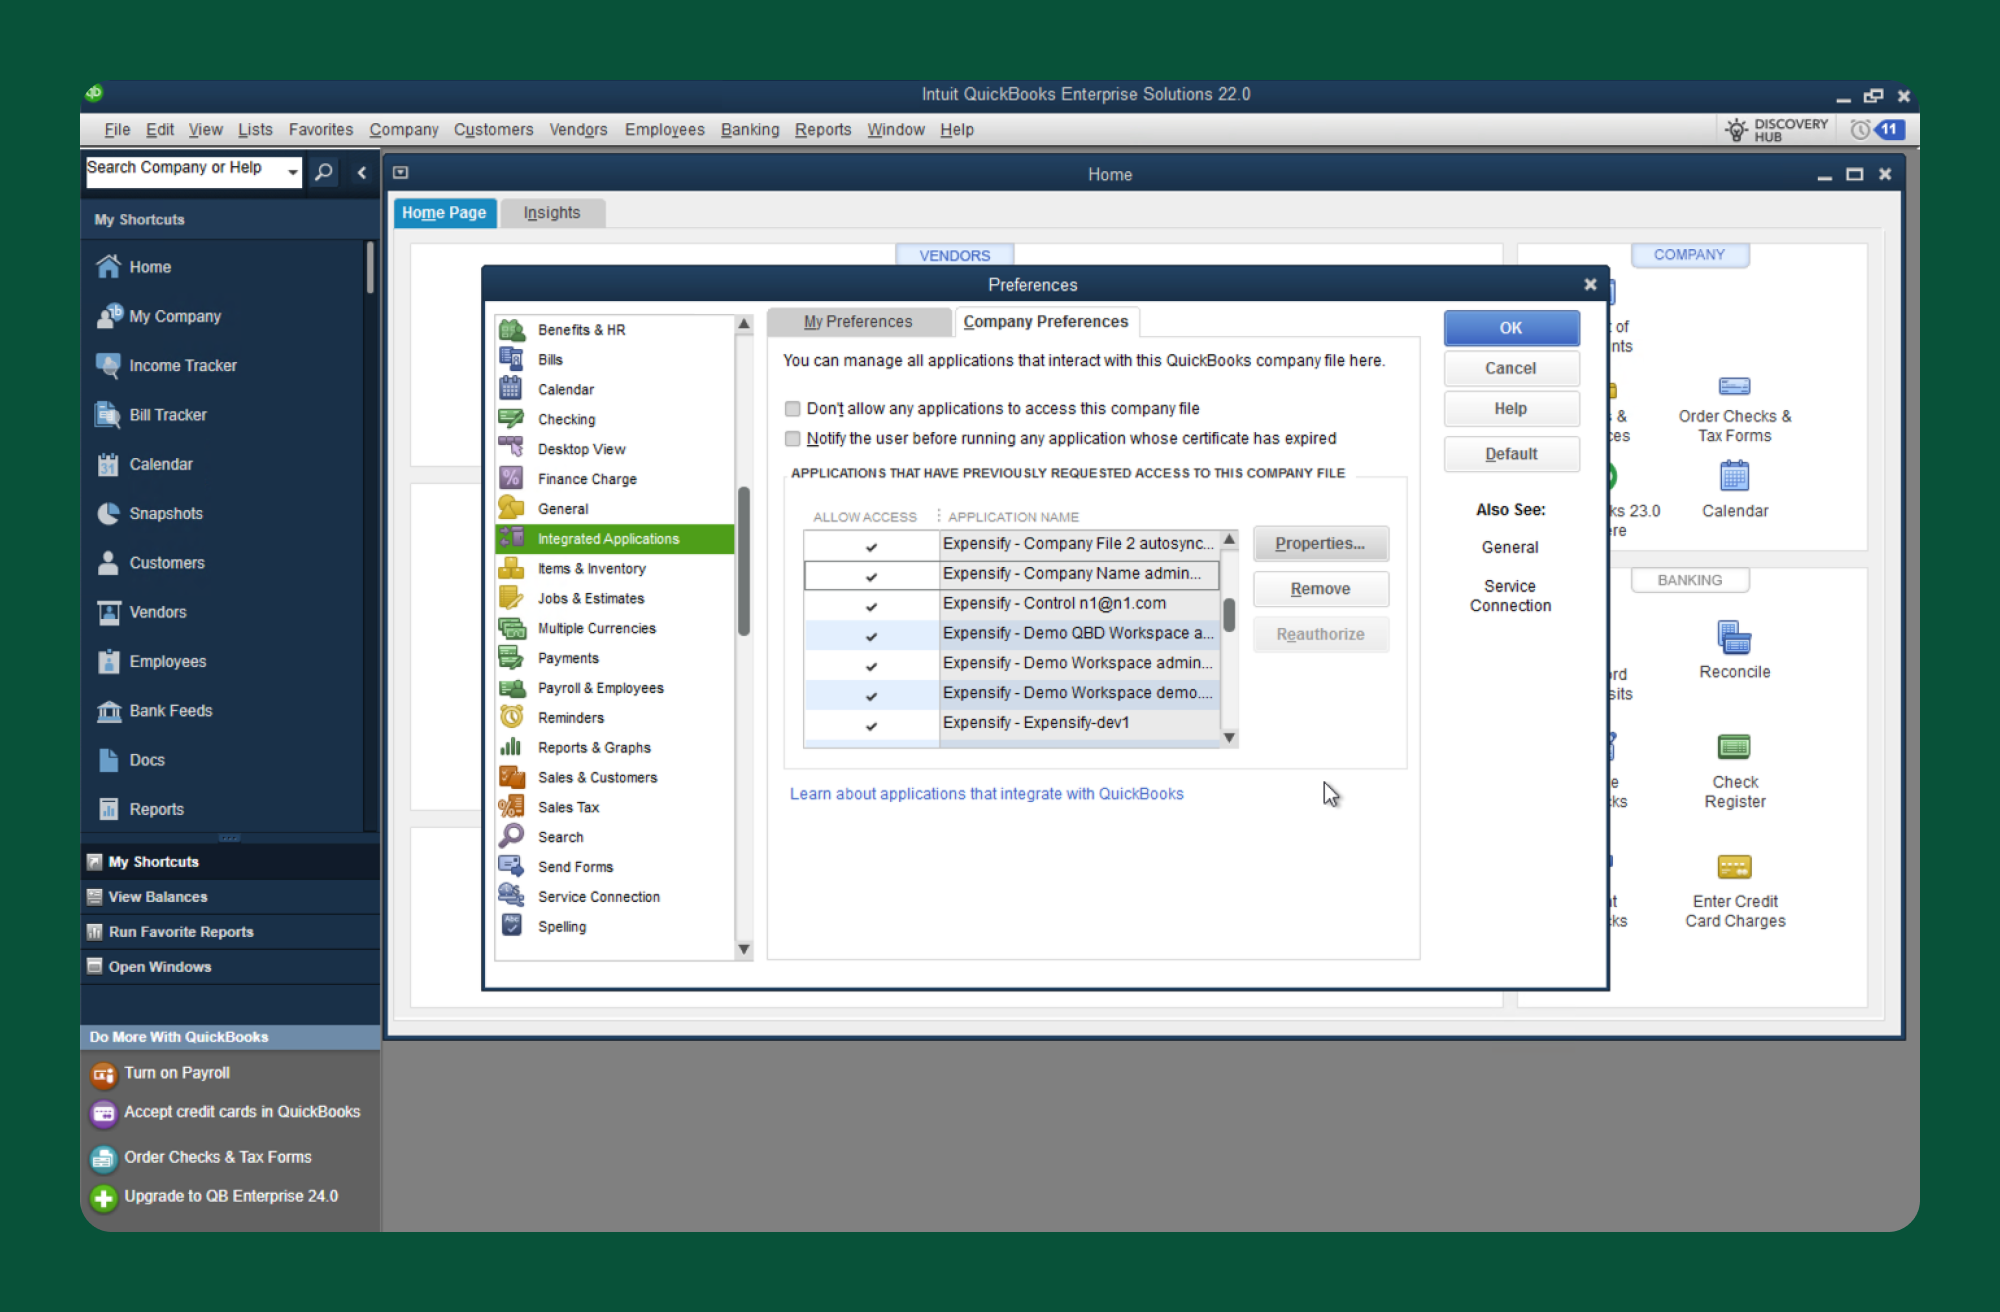 Intuit QuickBooks Enterprise Solutions 22.0
File Edit View Lists Favorites Company Customers Vendors Employees Banking Reports Window Help
DISCOVERY
HUB
11
Search Company or Help
My Shortcuts
Home
My Company
Income Tracker
Bill Tracker
Calendar
31
Snapshots
Customers
Vendors
Employees
Bank Feeds
Docs
Reports
My Shortcuts
View Balances
Run Favorite Reports
Open Windows
Do More With QuickBooks
Turn on Payroll
Accept credit cards in QuickBooks
Order Checks & Tax Forms
Upgrade to QB Enterprise 24.0
Home
Home Page
Insights
VENDORS
COMPANY
Preferences
Benefits & HR
Bills
Calendar
Checking
Desktop View
Finance Charge
General
Integrated Applications
Items & Inventory
Jobs & Estimates
Multiple Currencies
Payments
Payroll & Employees
Reminders
Reports & Graphs
Sales & Customers
Sales Tax
Search
Send Forms
Service Connection
Abc
Spelling
My Preferences
Company Preferences
You can manage all applications that interact with this QuickBooks company file here.
Don't allow any applications to access this company file
Notify the user before running any application whose certificate has expired
APPLICATIONS THAT HAVE PREVIOUSLY REQUESTED ACCESS TO THIS COMPANY FILE
ALLOW ACCESS APPLICATION NAME
Expensify - Company File 2 autosync...
Expensify - Company Name admin...
Expensify - Control n1@n1.com
Expensify - Demo QBD Workspace a...
Expensify - Demo Workspace admin...
Expensify - Demo Workspace demo....
Expensify - Expensify-dev1
Properties...
Remove
Reauthorize
Learn about applications that integrate with QuickBooks
OK
Cancel
Help
Default
Also See:
General
Service
Connection
of
nts
&
ces
Order Checks &
Tax Forms
ks 23.0
ere
Calendar
BANKING
rd
sits
Reconcile
e
ks
Check
Register
t
ks
Enter Credit
Card Charges